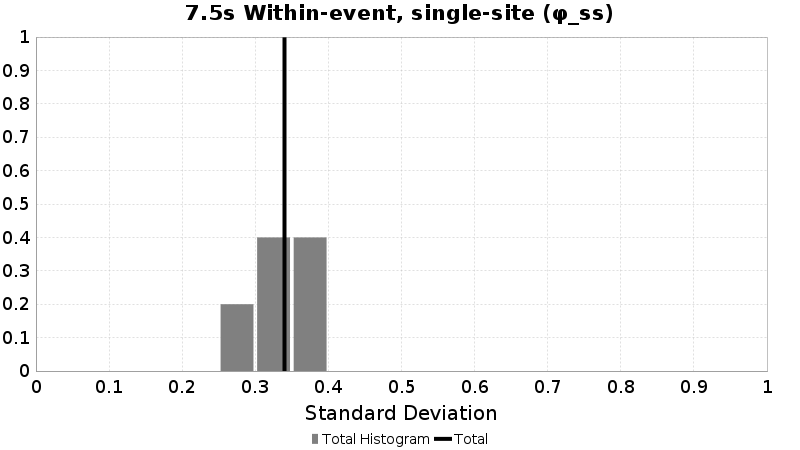 7.5s Within-event, single-site (φ_ss)
1
0.9
0.8
0.7
0.6
0.5
0.4
0.3
0.2
0.1
0
0 0.1 0.2 0.3 0.4 0.5 0.6 0.7 0.8 0.9 1
Standard Deviation
Total Histogram Total